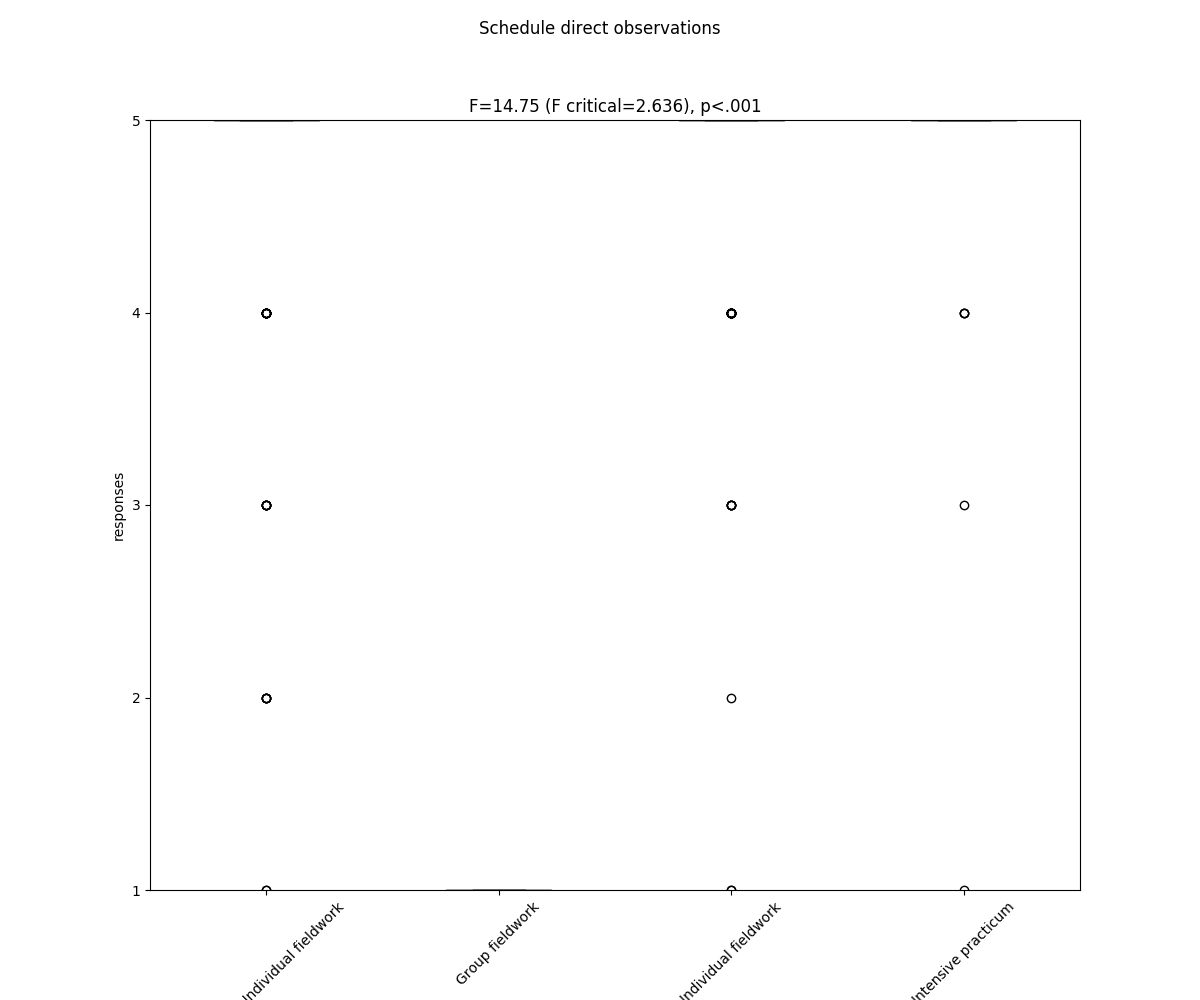 Schedule direct observations
F=14.75 (F critical=2.636), p<.001
5
4
3
2
1
responses
Individual fieldwork
Group fieldwork
Individual fieldwork
Intensive practicum